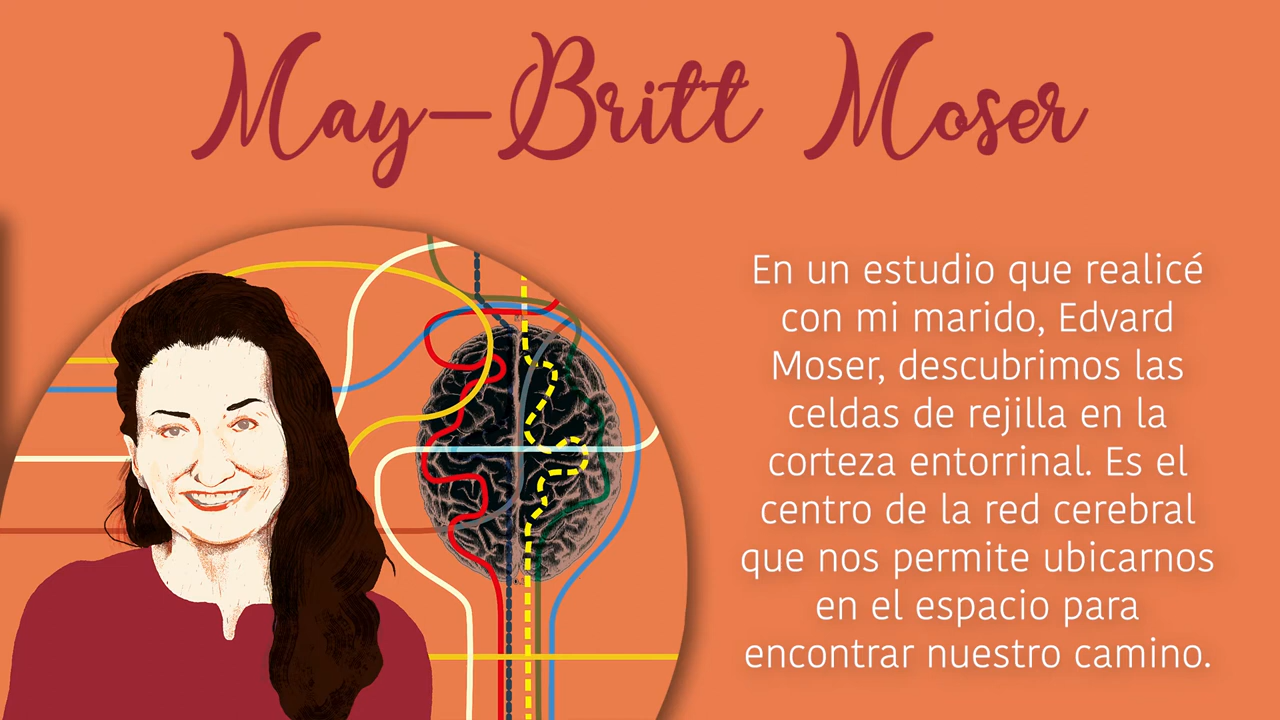 May-Britt Moser
En un estudio que realicé
con mi marido, Edvard
Moser, descubrimos las
celdas de rejilla en la
corteza entorrinal. Es el
centro de la red cerebral
que nos permite ubicarnos
en el espacio para
encontrar nuestro camino.